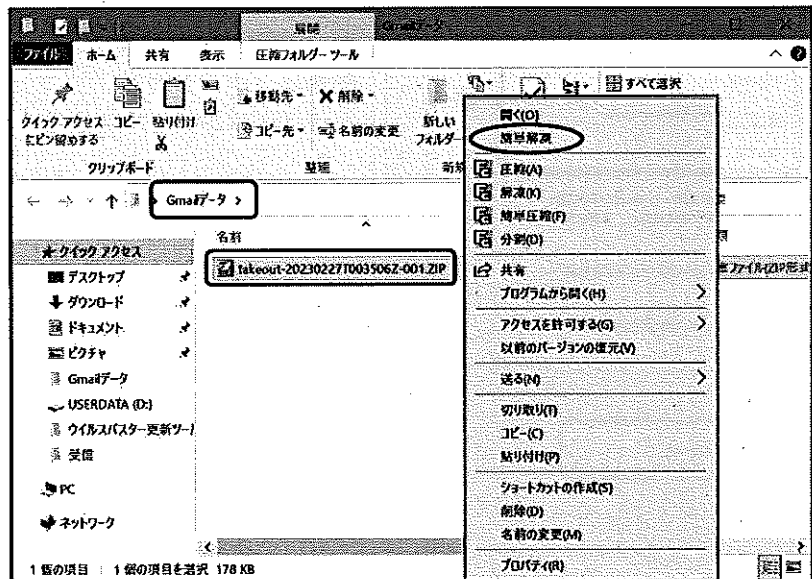 展開
Gmailデータ
ファイル
ホーム
共有
表示
圧縮フォルダー ツール
クイック アクセス
にピン留めする
コピー
貼り付け
移動先
削除
コピー先
名前の変更
新しい
フォルダー
すべて選択
クリップボード
整理
新規
Gmailデータ
名前
クイック アクセス
デスクトップ
ダウンロード
ドキュメント
ピクチャ
Gmailデータ
USERDATA (D:)
ウイルスバスター更新ツール
受信
PC
ネットワーク
takeout-20230227T003506Z-001.ZIP
開く(O)
簡単解凍
圧縮(A)
解凍(K)
簡単圧縮(F)
分割(D)
共有
プログラムから開く(H)
アクセスを許可する(G)
以前のバージョンの復元(V)
送る(N)
切り取り(T)
コピー(C)
貼り付け(P)
ショートカットの作成(S)
削除(D)
名前の変更(M)
プロパティ(R)
ファイル(ZIP形式
1 個の項目
1 個の項目を選択 178 KB